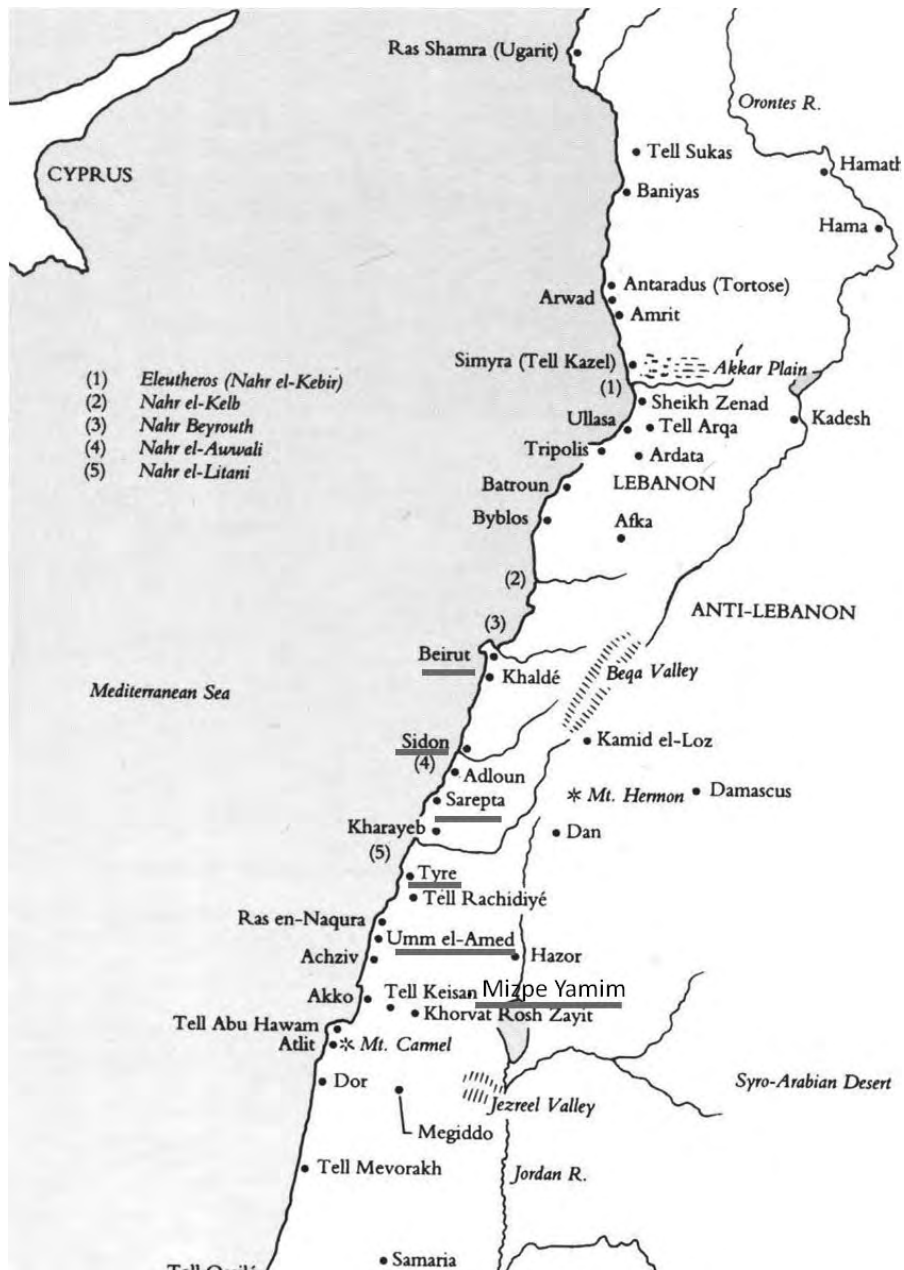 Ras Shamra (Ugarit)
Orontes R.
Tell Sukas
Hamath
CYPRUS
Baniyas
Hama
Antaradus (Tortose)
Arwad
Amrit
Simyra (Tell Kazel)
Akkar Plain
(1) Eleutheros (Nahr el-Kebir)
(2) Nahr el-Kelb
(3) Nahr Beyrouth
(4) Nahr el-Awwali
(5) Nahr el-Litani
(1)
Sheikh Zenad
Ullasa
Tell Arqa
Kadesh
Tripolis
Ardata
Batroun
LEBANON
Byblos
Afka
(2)
ANTI-LEBANON
(3)
Beirut
Khaldé
Beqa Valley
Mediterranean Sea
Sidon
Kamid el-Loz
(4)
Adloun
Sarepta
Mt. Hermon
Damascus
Kharayeb
Dan
(5)
Tyre
Tell Rachidiyé
Ras en-Naqura
Umm el-Amed
Achziv
Hazor
Tell Keisan
Mizpe Yamim
Akko
Khorvat Rosh Zayit
Tell Abu Hawam
Atlit
Mt. Carmel
Dor
Jezreel Valley
Syro-Arabian Desert
Megiddo
Tell Mevorakh
Jordan R.
Samaria
Tell